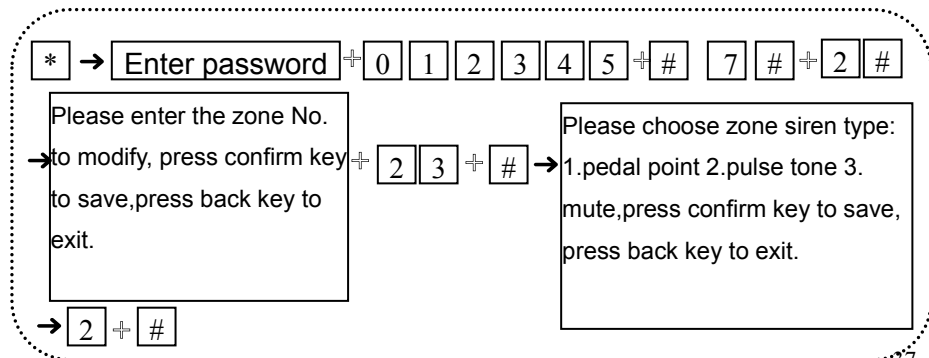 * → Enter password + 0 1 2 3 4 5 + # 7 # + 2 #
Please enter the zone No.
to modify, press confirm key
to save,press back key to
exit.
+ 2 3 + # →
Please choose zone siren type:
1.pedal point 2.pulse tone 3.
mute,press confirm key to save,
press back key to exit.
→ 2 + #